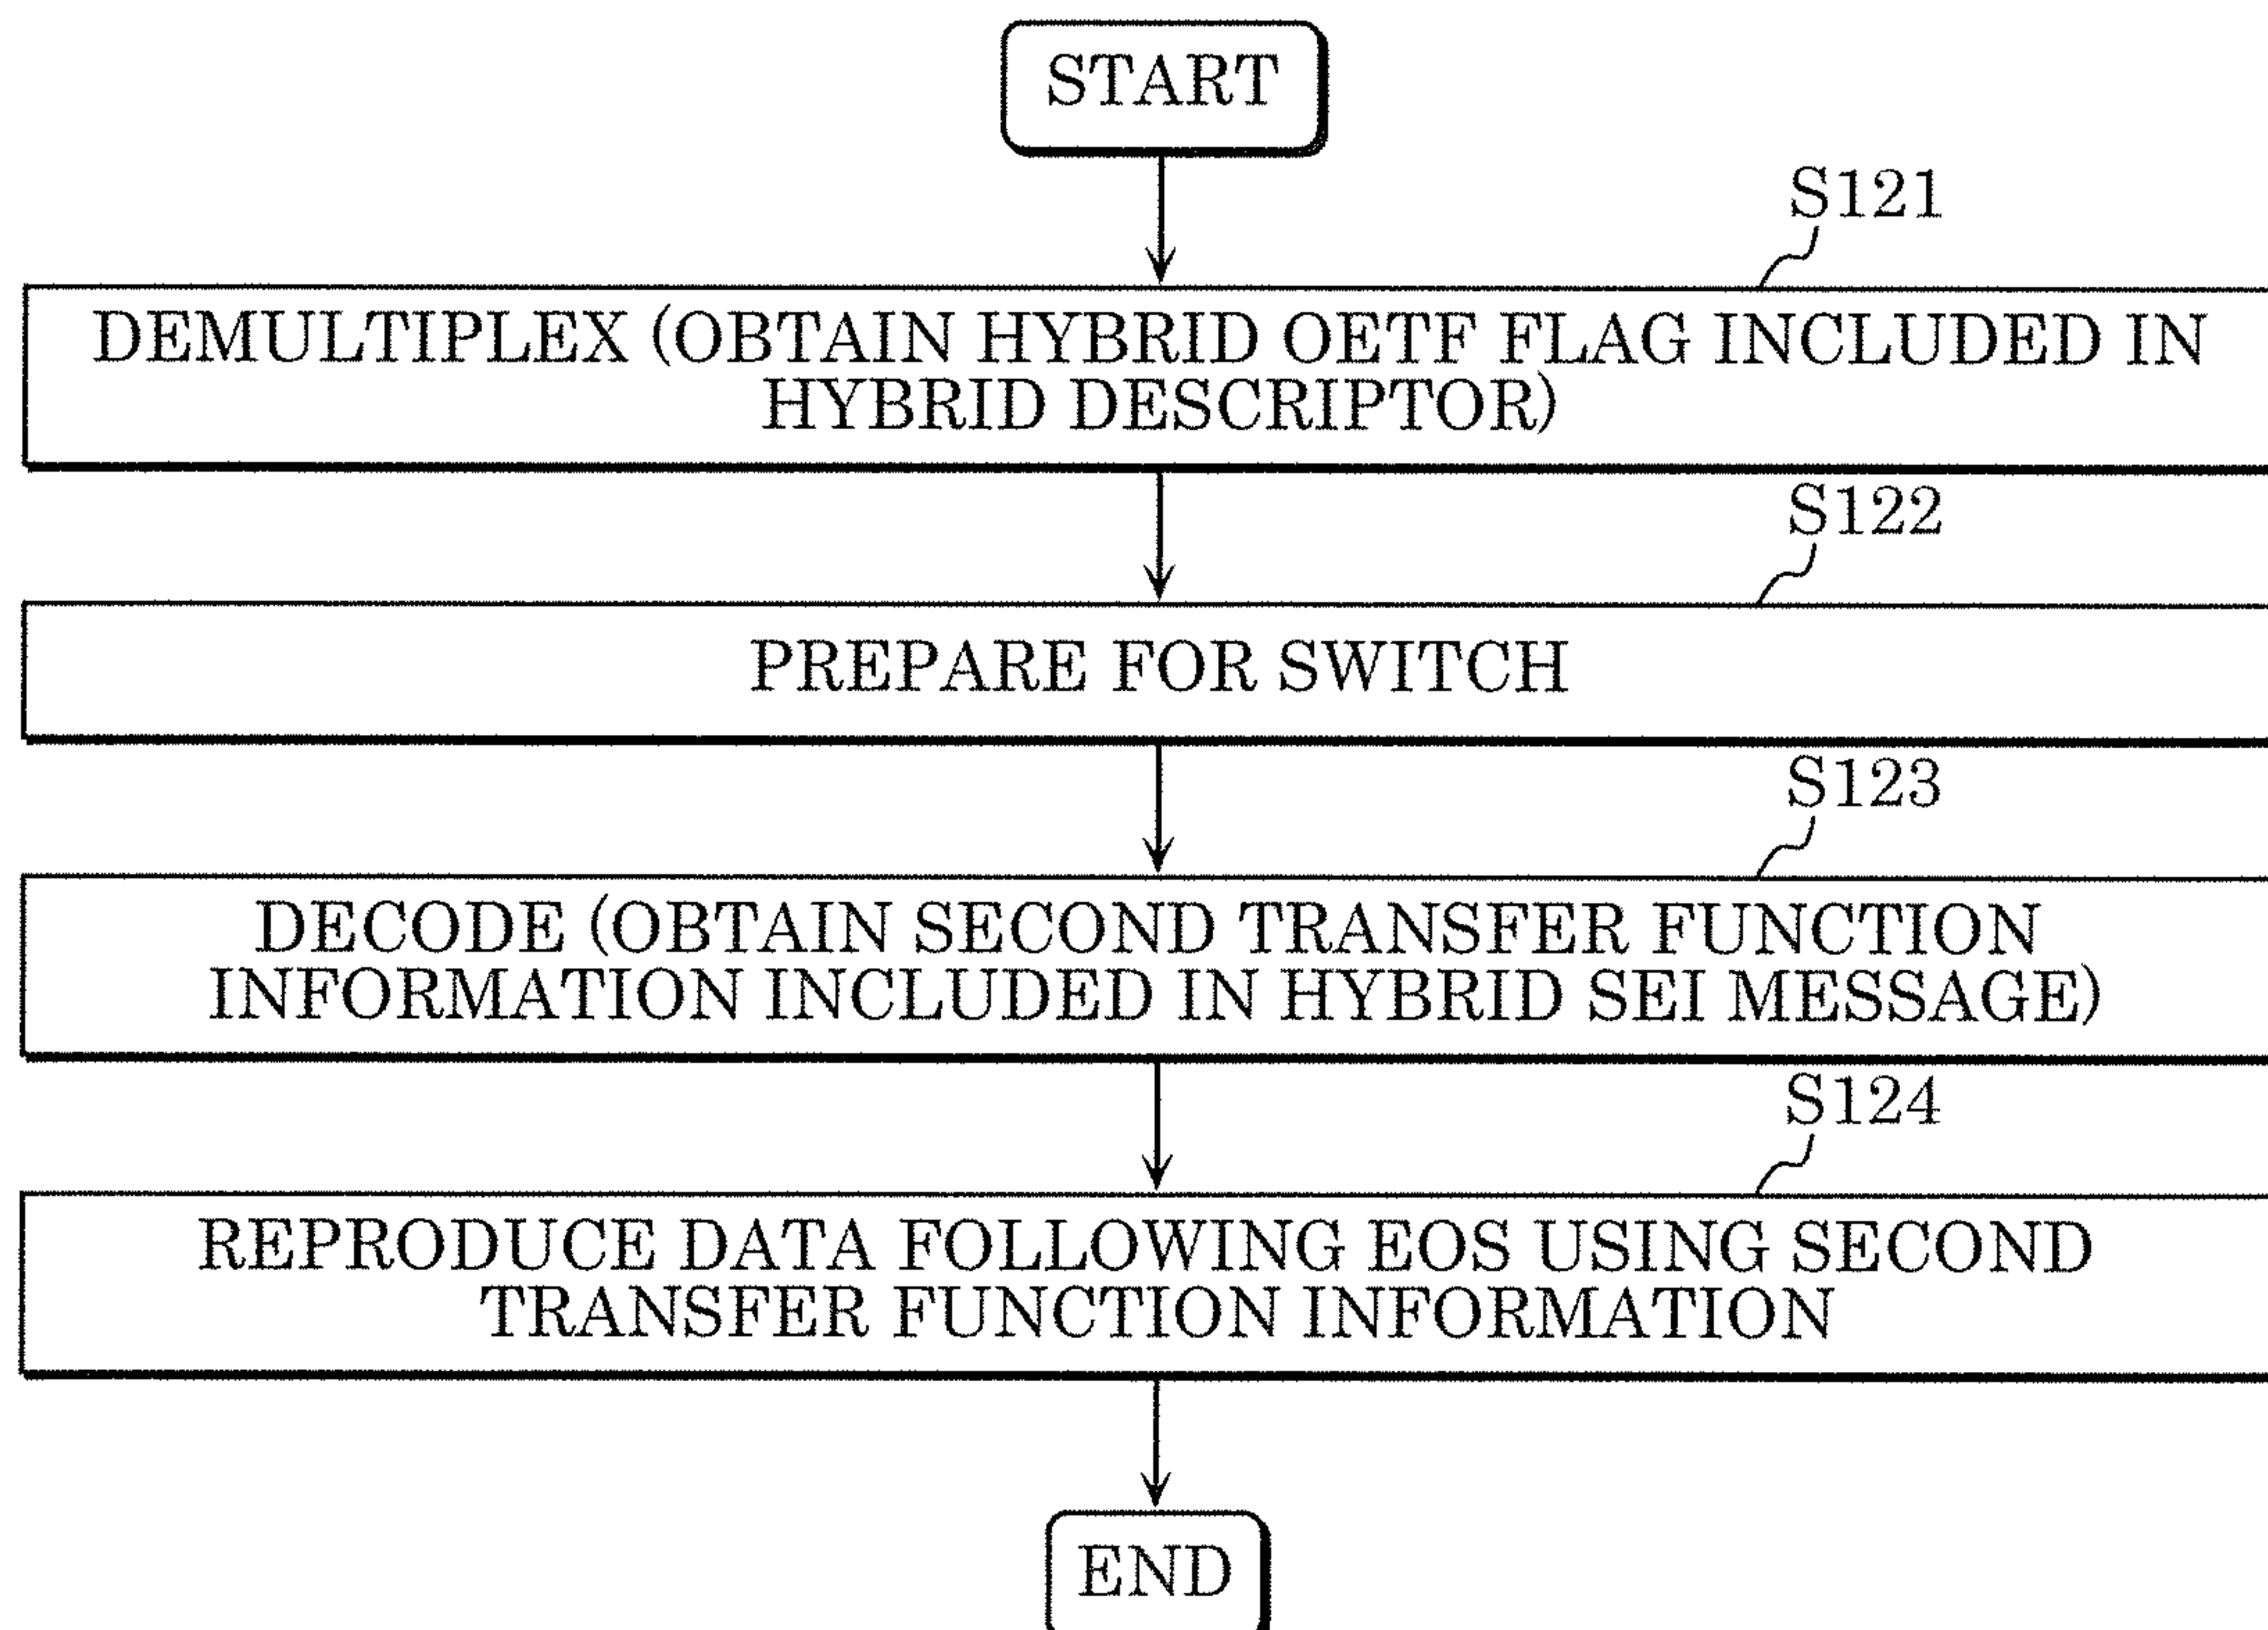 START
S121
DEMULTIPLEX (OBTAIN HYBRID OETF FLAG INCLUDED IN
HYBRID DESCRIPTOR)
S122
PREPARE FOR SWITCH
S123
DECODE (OBTAIN SECOND TRANSFER FUNCTION
INFORMATION INCLUDED IN HYBRID SEI MESSAGE)
S124
REPRODUCE DATA FOLLOWING EOS USING SECOND
TRANSFER FUNCTION INFORMATION
END